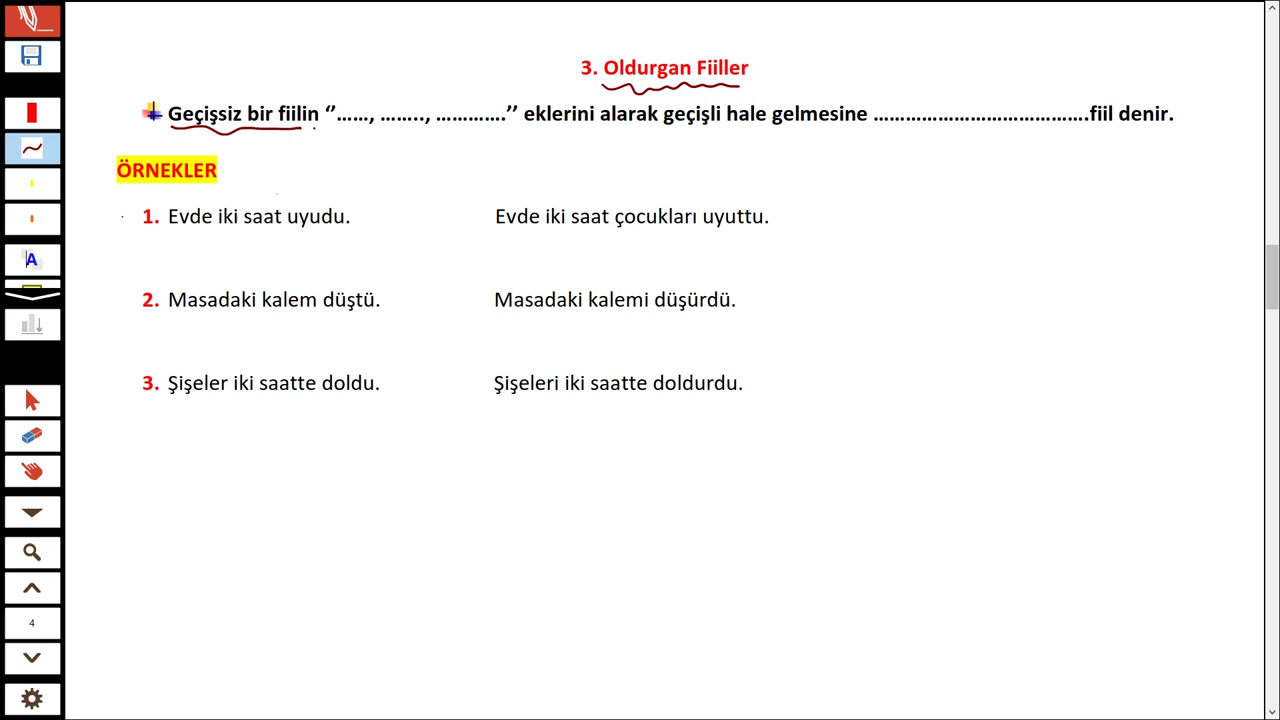 3. Oldurgan Fiiller
Geçişsiz bir fiilin ‘’……, …….., ………….’’ eklerini alarak geçişli hale gelmesine ………………………………….fiil denir.
ÖRNEKLER
1. Evde iki saat uyudu. Evde iki saat çocukları uyuttu.
2. Masadaki kalem düştü. Masadaki kalemi düşürdü.
3. Şişeler iki saatte doldu. Şişeleri iki saatte doldurdu.
A
4